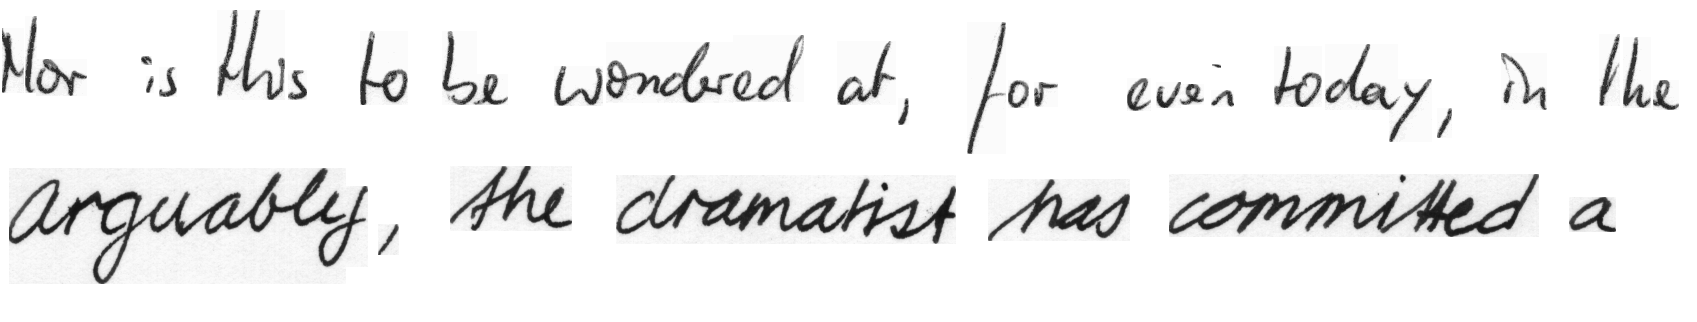 Nor is this to be wondered at, for even today, in the
arguably, the dramatist has committed a